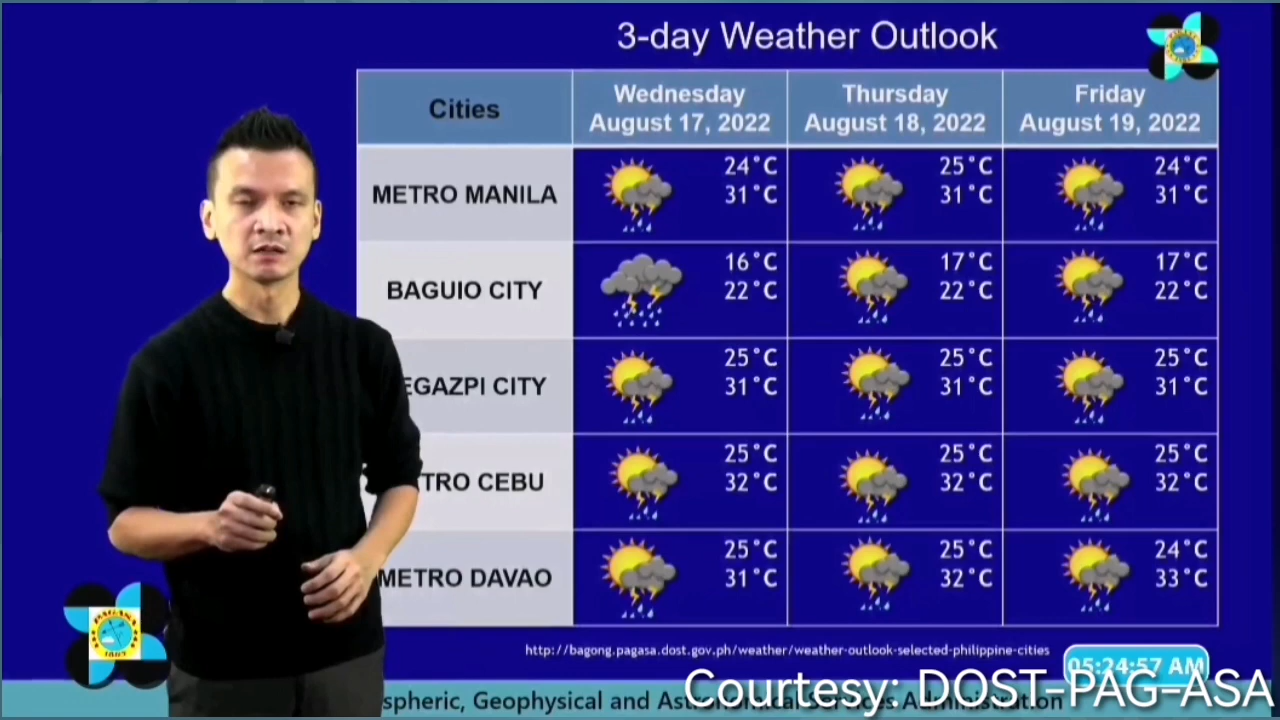 3-day Weather Outlook
Cities
Wednesday
August 17, 2022
Thursday
August 18, 2022
Friday
August 19, 2022
METRO MANILA
24°C
31°C
25°C
31°C
24°C
31°C
BAGUIO CITY
16°C
22°C
17°C
22°C
17°C
22°C
EGAZPI CITY
25°C
31°C
25°C
31°C
25°C
31°C
TRO CEBU
25°C
32°C
25°C
32°C
25°C
32°C
METRO DAVAO
25°C
31°C
25°C
32°C
24°C
33°C
http://bagong.pagasa.dost.gov.ph/weather/weather-outlook-selected-philippine-cities
05:24:57 AM
spheric, Geophysical and Astronomical Services Administration
Courtesy: DOST-PAG-ASA
PAGASA